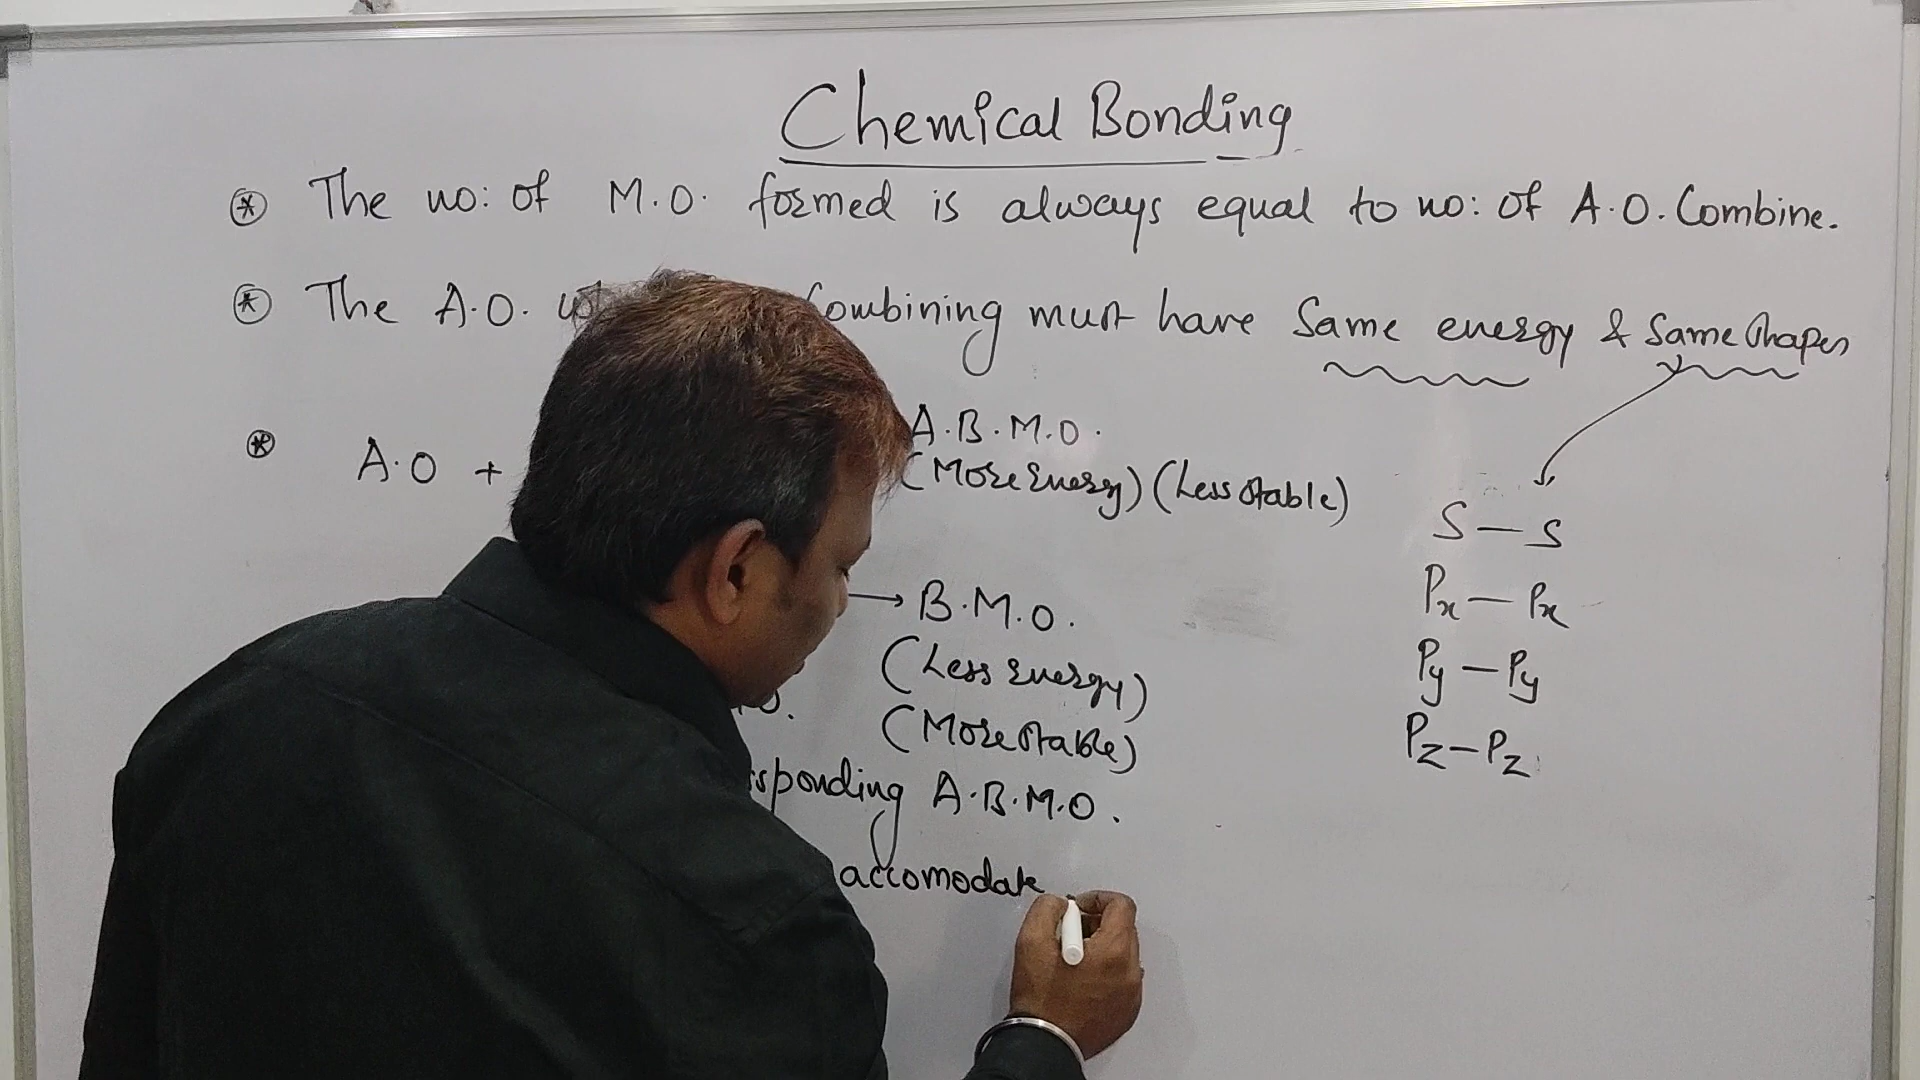 Chemical Bonding
* The no: of M.O. formed is always equal to no: of A.O. Combine.
* The A.O. Combining must have Same energy & Same Shapes
A.B.M.O.
* A.O +
(More Energy) (Less Stable)
S — S
→ B.M.O.
Px — Px
(Less Energy)
Py — Py
(More Stable)
Pz — Pz
sponding A.B.M.O.
accomodate